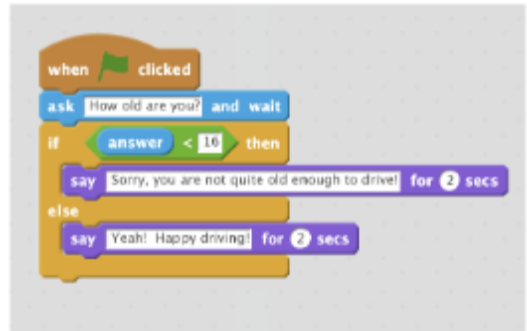 when clicked
ask How old are you? and wait
if answer < 16 then
say Sorry, you are not quite old enough to drive! for 2 secs
else
say Yeah! Happy driving! for 2 secs